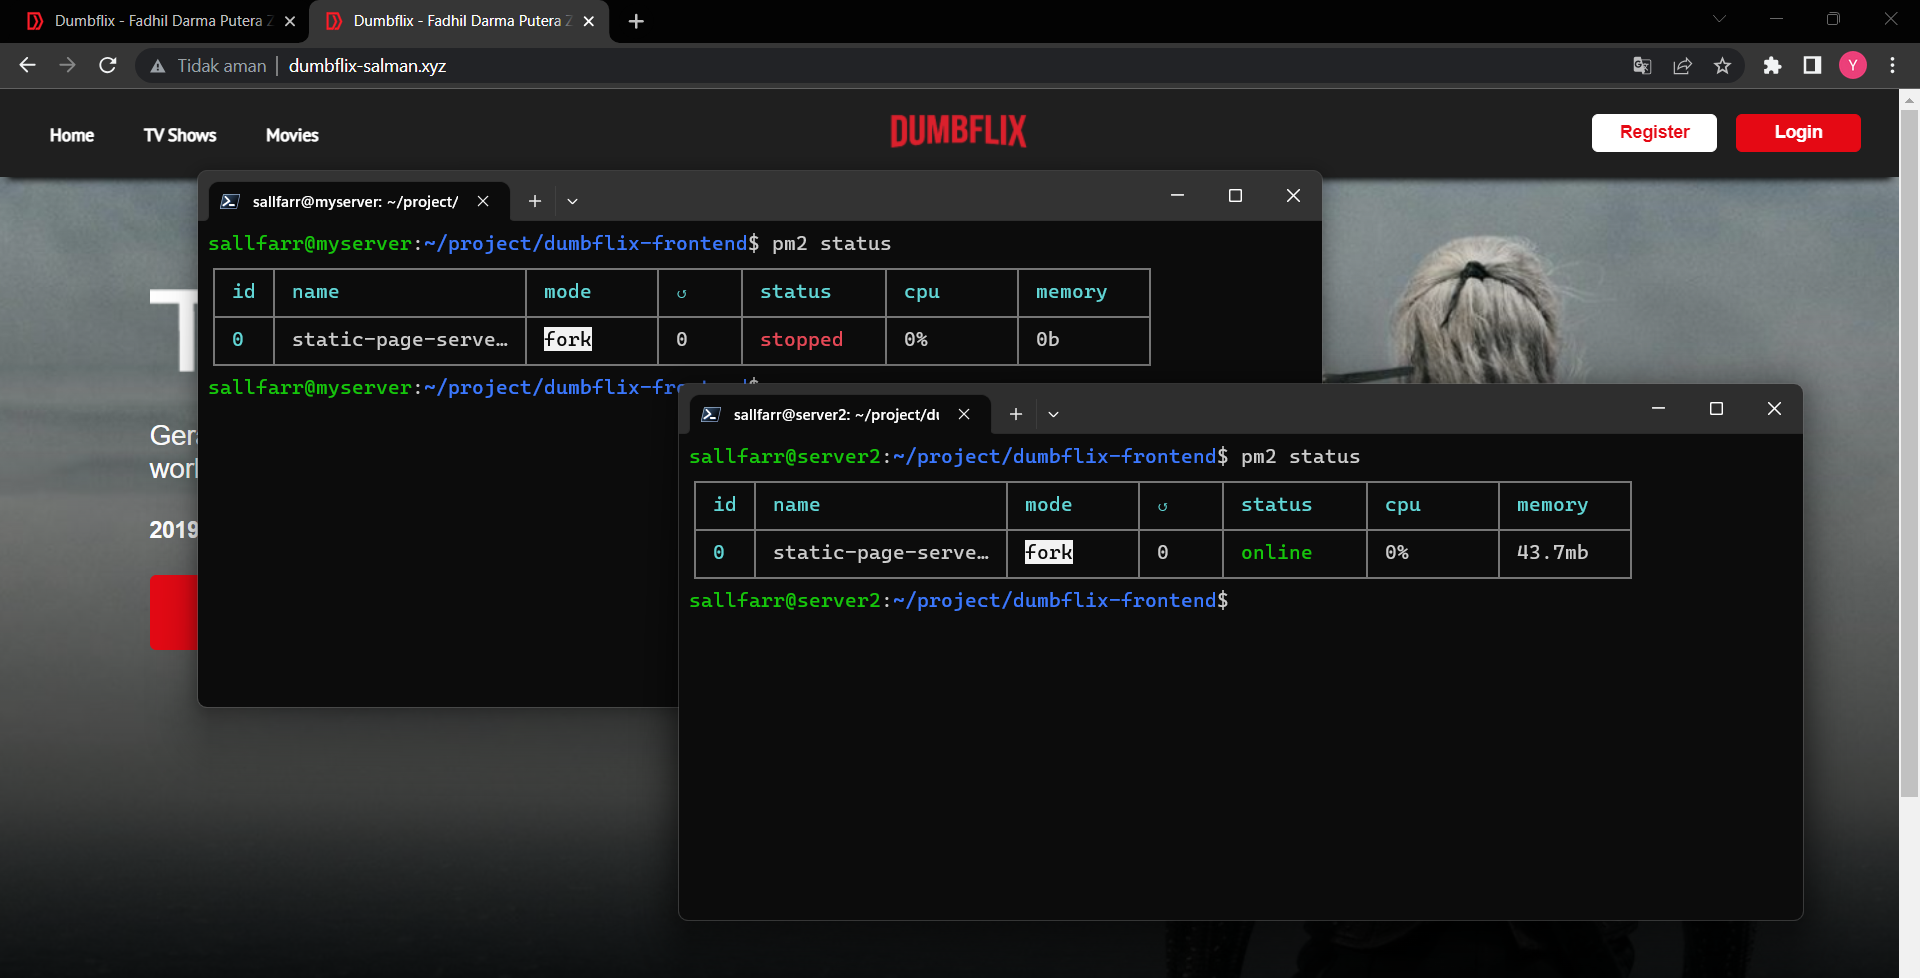 Dumbflix - Fadhil Darma Putera Z
Dumbflix - Fadhil Darma Putera Z
Tidak aman
dumbflix-salman.xyz
Y
Home
TV Shows
Movies
DUMBFLIX
Register
Login
T
Ger
worl
2019
sallfarr@myserver: ~/project/
sallfarr@myserver:~/project/dumbflix-frontend$ pm2 status
id name mode ↺ status cpu memory
0 static-page-serve… fork 0 stopped 0% 0b
sallfarr@myserver:~/project/dumbflix-frontend$
sallfarr@server2: ~/project/du
sallfarr@server2:~/project/dumbflix-frontend$ pm2 status
id name mode ↺ status cpu memory
0 static-page-serve… fork 0 online 0% 43.7mb
sallfarr@server2:~/project/dumbflix-frontend$